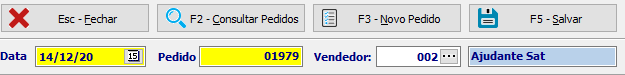 Esc - Fechar F2 - Consultar Pedidos F3 - Novo Pedido F5 - Salvar
Data 14/12/20 15 Pedido 01979 Vendedor: 002 ... Ajudante Sat